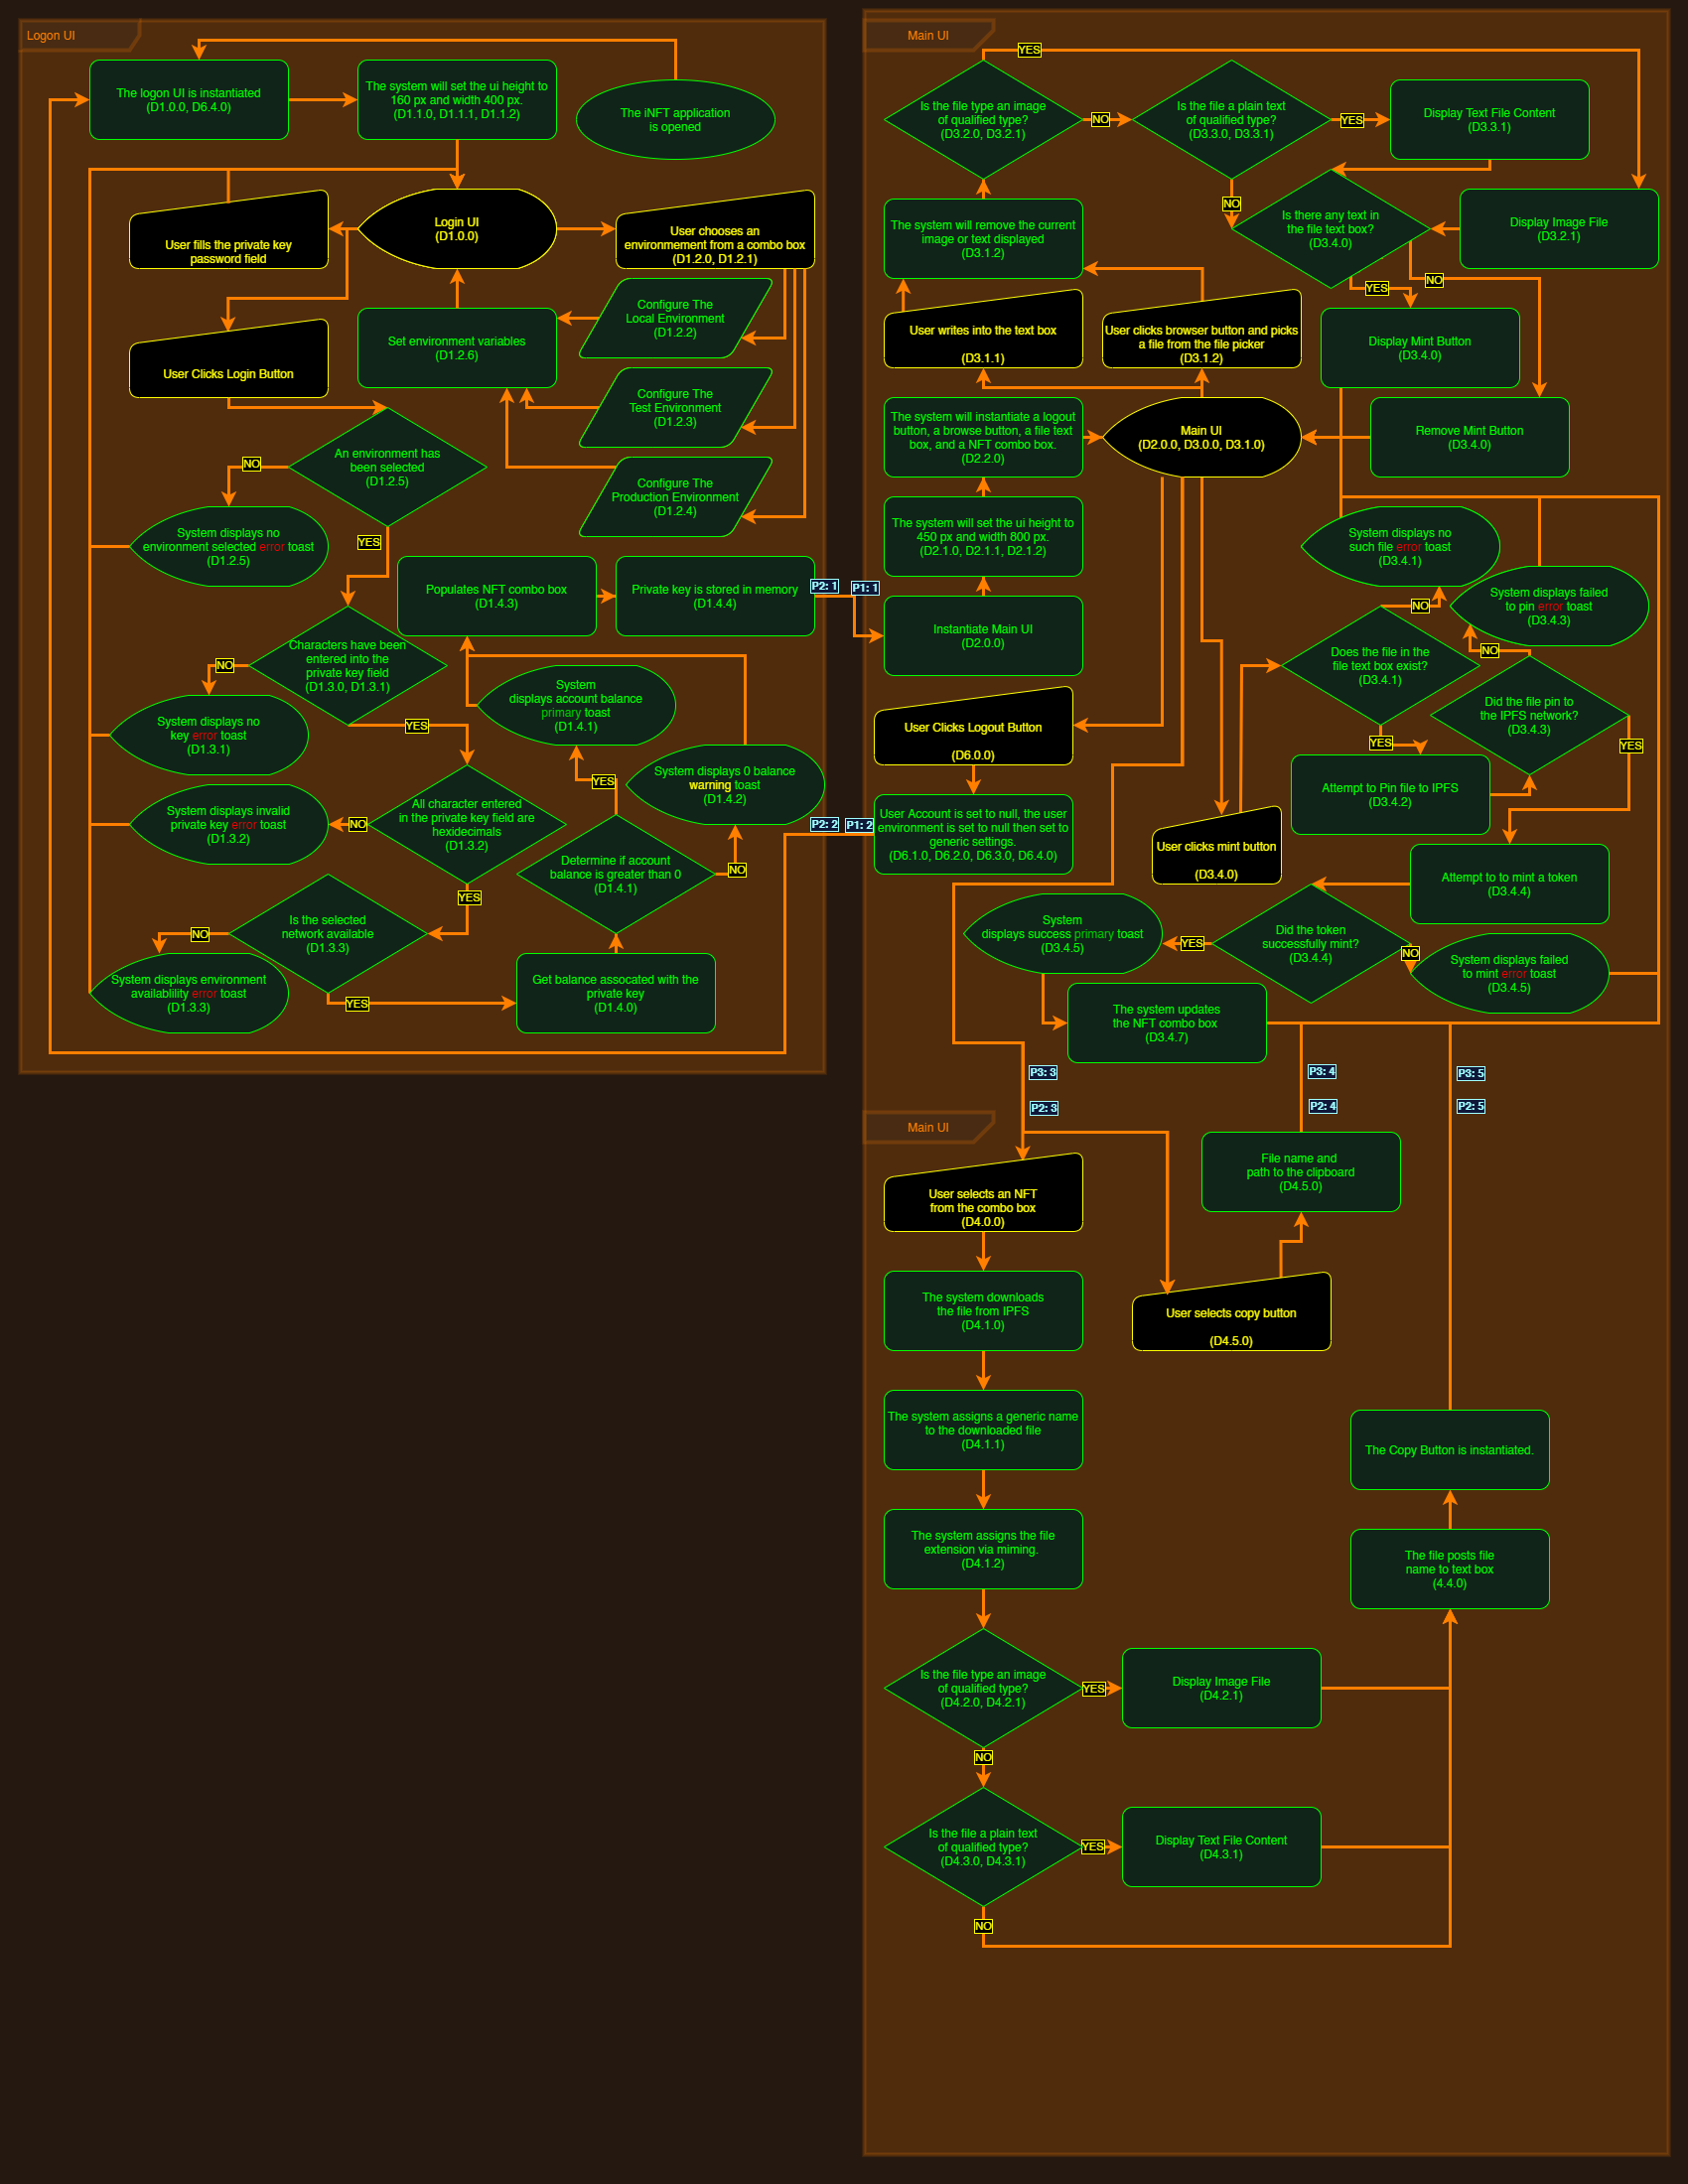 Logon UI
The logon UI is instantiated
(D1.0.0, D6.4.0)
The system will set the ui height to
160 px and width 400 px.
(D1.1.0, D1.1.1, D1.1.2)
The iNFT application
is opened
User fills the private key
password field
Login UI
(D1.0.0)
User chooses an
environmement from a combo box
(D1.2.0, D1.2.1)
Configure The
Local Environment
(D1.2.2)
Set environment variables
(D1.2.6)
User Clicks Login Button
Configure The
Test Environment
(D1.2.3)
An environment has
been selected
(D1.2.5)
NO
Configure The
Production Environment
(D1.2.4)
System displays no
environment selected error toast
(D1.2.5)
YES
Populates NFT combo box
(D1.4.3)
Private key is stored in memory
(D1.4.4)
P2: 1
P1: 1
Characters have been
entered into the
private key field
(D1.3.0, D1.3.1)
NO
System displays no
key error toast
(D1.3.1)
YES
System
displays account balance
primary toast
(D1.4.1)
System displays 0 balance
warning toast
(D1.4.2)
YES
System displays invalid
private key error toast
(D1.3.2)
NO
All character entered
in the private key field are
hexidecimals
(D1.3.2)
P2: 2
P1: 2
Determine if account
balance is greater than 0
(D1.4.1)
NO
YES
Is the selected
network available
(D1.3.3)
NO
System displays environment
availablility error toast
(D1.3.3)
YES
Get balance assocated with the
private key
(D1.4.0)
Main UI
YES
Is the file type an image
of qualified type?
(D3.2.0, D3.2.1)
NO
Is the file a plain text
of qualified type?
(D3.3.0, D3.3.1)
YES
Display Text File Content
(D3.3.1)
NO
The system will remove the current
image or text displayed
(D3.1.2)
Is there any text in
the file text box?
(D3.4.0)
Display Image File
(D3.2.1)
YES
NO
User writes into the text box
(D3.1.1)
User clicks browser button and picks
a file from the file picker
(D3.1.2)
Display Mint Button
(D3.4.0)
The system will instantiate a logout
button, a browse button, a file text
box, and a NFT combo box.
(D2.2.0)
Main UI
(D2.0.0, D3.0.0, D3.1.0)
Remove Mint Button
(D3.4.0)
The system will set the ui height to
450 px and width 800 px.
(D2.1.0, D2.1.1, D2.1.2)
System displays no
such file error toast
(D3.4.1)
Instantiate Main UI
(D2.0.0)
NO
System displays failed
to pin error toast
(D3.4.3)
Does the file in the
file text box exist?
(D3.4.1)
NO
Did the file pin to
the IPFS network?
(D3.4.3)
User Clicks Logout Button
(D6.0.0)
YES
YES
Attempt to Pin file to IPFS
(D3.4.2)
User Account is set to null, the user
environment is set to null then set to
generic settings.
(D6.1.0, D6.2.0, D6.3.0, D6.4.0)
User clicks mint button
(D3.4.0)
Attempt to to mint a token
(D3.4.4)
System
displays success primary toast
(D3.4.5)
YES
Did the token
successfully mint?
(D3.4.4)
NO
System displays failed
to mint error toast
(D3.4.5)
The system updates
the NFT combo box
(D3.4.7)
P3: 3
P3: 4
P3: 5
P2: 3
P2: 4
P2: 5
Main UI
User selects an NFT
from the combo box
(D4.0.0)
File name and
path to the clipboard
(D4.5.0)
The system downloads
the file from IPFS
(D4.1.0)
User selects copy button
(D4.5.0)
The system assigns a generic name
to the downloaded file
(D4.1.1)
The Copy Button is instantiated.
The system assigns the file
extension via miming.
(D4.1.2)
The file posts file
name to text box
(4.4.0)
Is the file type an image
of qualified type?
(D4.2.0, D4.2.1)
YES
Display Image File
(D4.2.1)
NO
Is the file a plain text
of qualified type?
(D4.3.0, D4.3.1)
YES
Display Text File Content
(D4.3.1)
NO